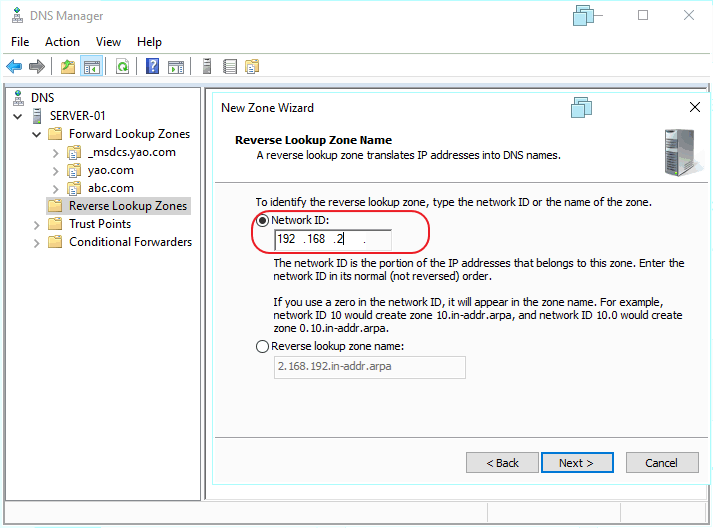 DNS Manager
File Action View Help
DNS
SERVER-01
Forward Lookup Zones
_msdcs.yao.com
yao.com
abc.com
Reverse Lookup Zones
Trust Points
Conditional Forwarders
New Zone Wizard
Reverse Lookup Zone Name
A reverse lookup zone translates IP addresses into DNS names.
To identify the reverse lookup zone, type the network ID or the name of the zone.
Network ID:
192 .168 .2 .
The network ID is the portion of the IP addresses that belongs to this zone. Enter the
network ID in its normal (not reversed) order.
If you use a zero in the network ID, it will appear in the zone name. For example,
network ID 10 would create zone 10.in-addr.arpa, and network ID 10.0 would create
zone 0.10.in-addr.arpa.
Reverse lookup zone name:
2.168.192.in-addr.arpa
< Back Next > Cancel